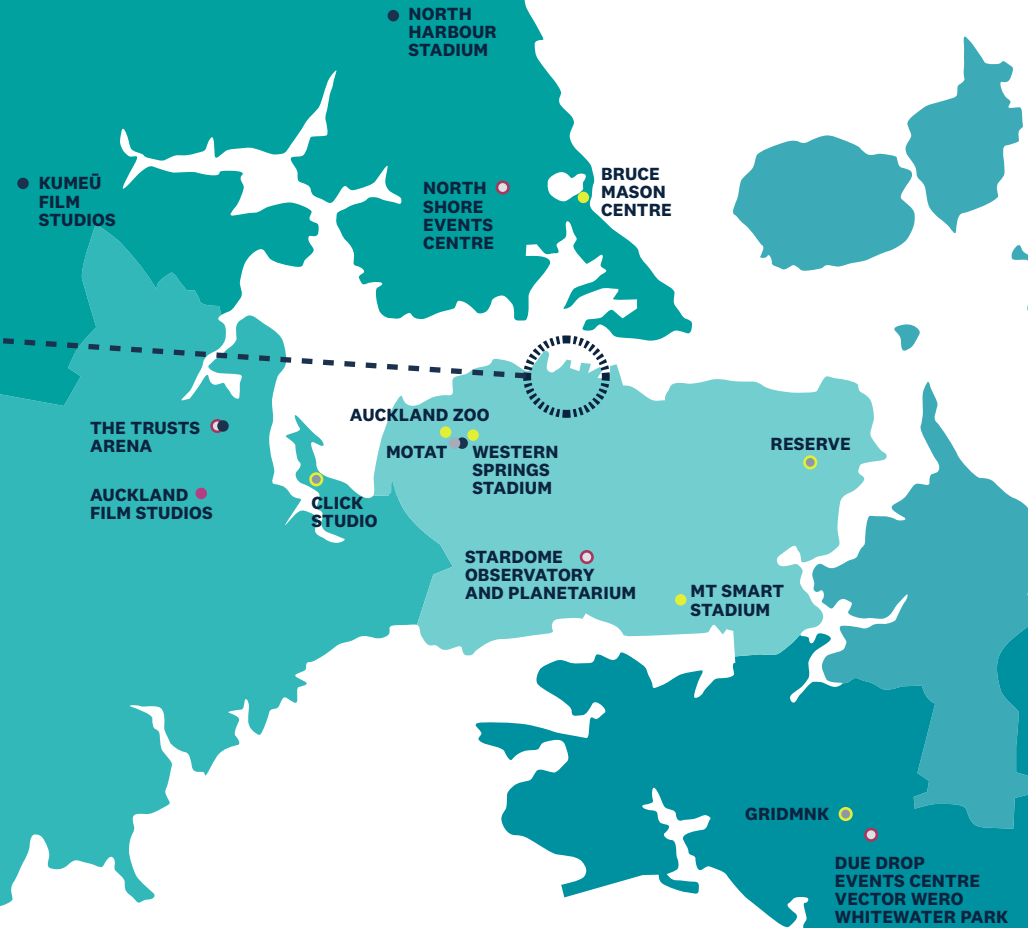 NORTH
HARBOUR
STADIUM
KUMEŪ
FILM
STUDIOS
NORTH
SHORE
EVENTS
CENTRE
BRUCE
MASON
CENTRE
THE TRUSTS
ARENA
AUCKLAND ZOO
MOTAT
WESTERN
SPRINGS
STADIUM
RESERVE
AUCKLAND
FILM STUDIOS
CLICK
STUDIO
STARDOME
OBSERVATORY
AND PLANETARIUM
MT SMART
STADIUM
GRIDMNK
DUE DROP
EVENTS CENTRE
VECTOR WERO
WHITEWATER PARK